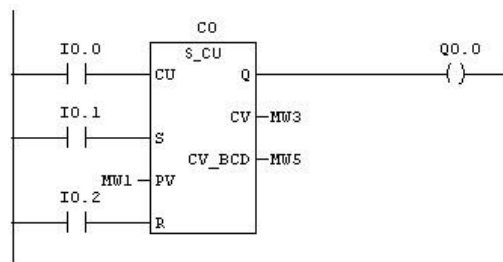 C0
I0.0
S_CU
Q0.0
CU
Q
I0.1
CV
MW3
S
CV_BCD
MW5
MW1
PV
I0.2
R